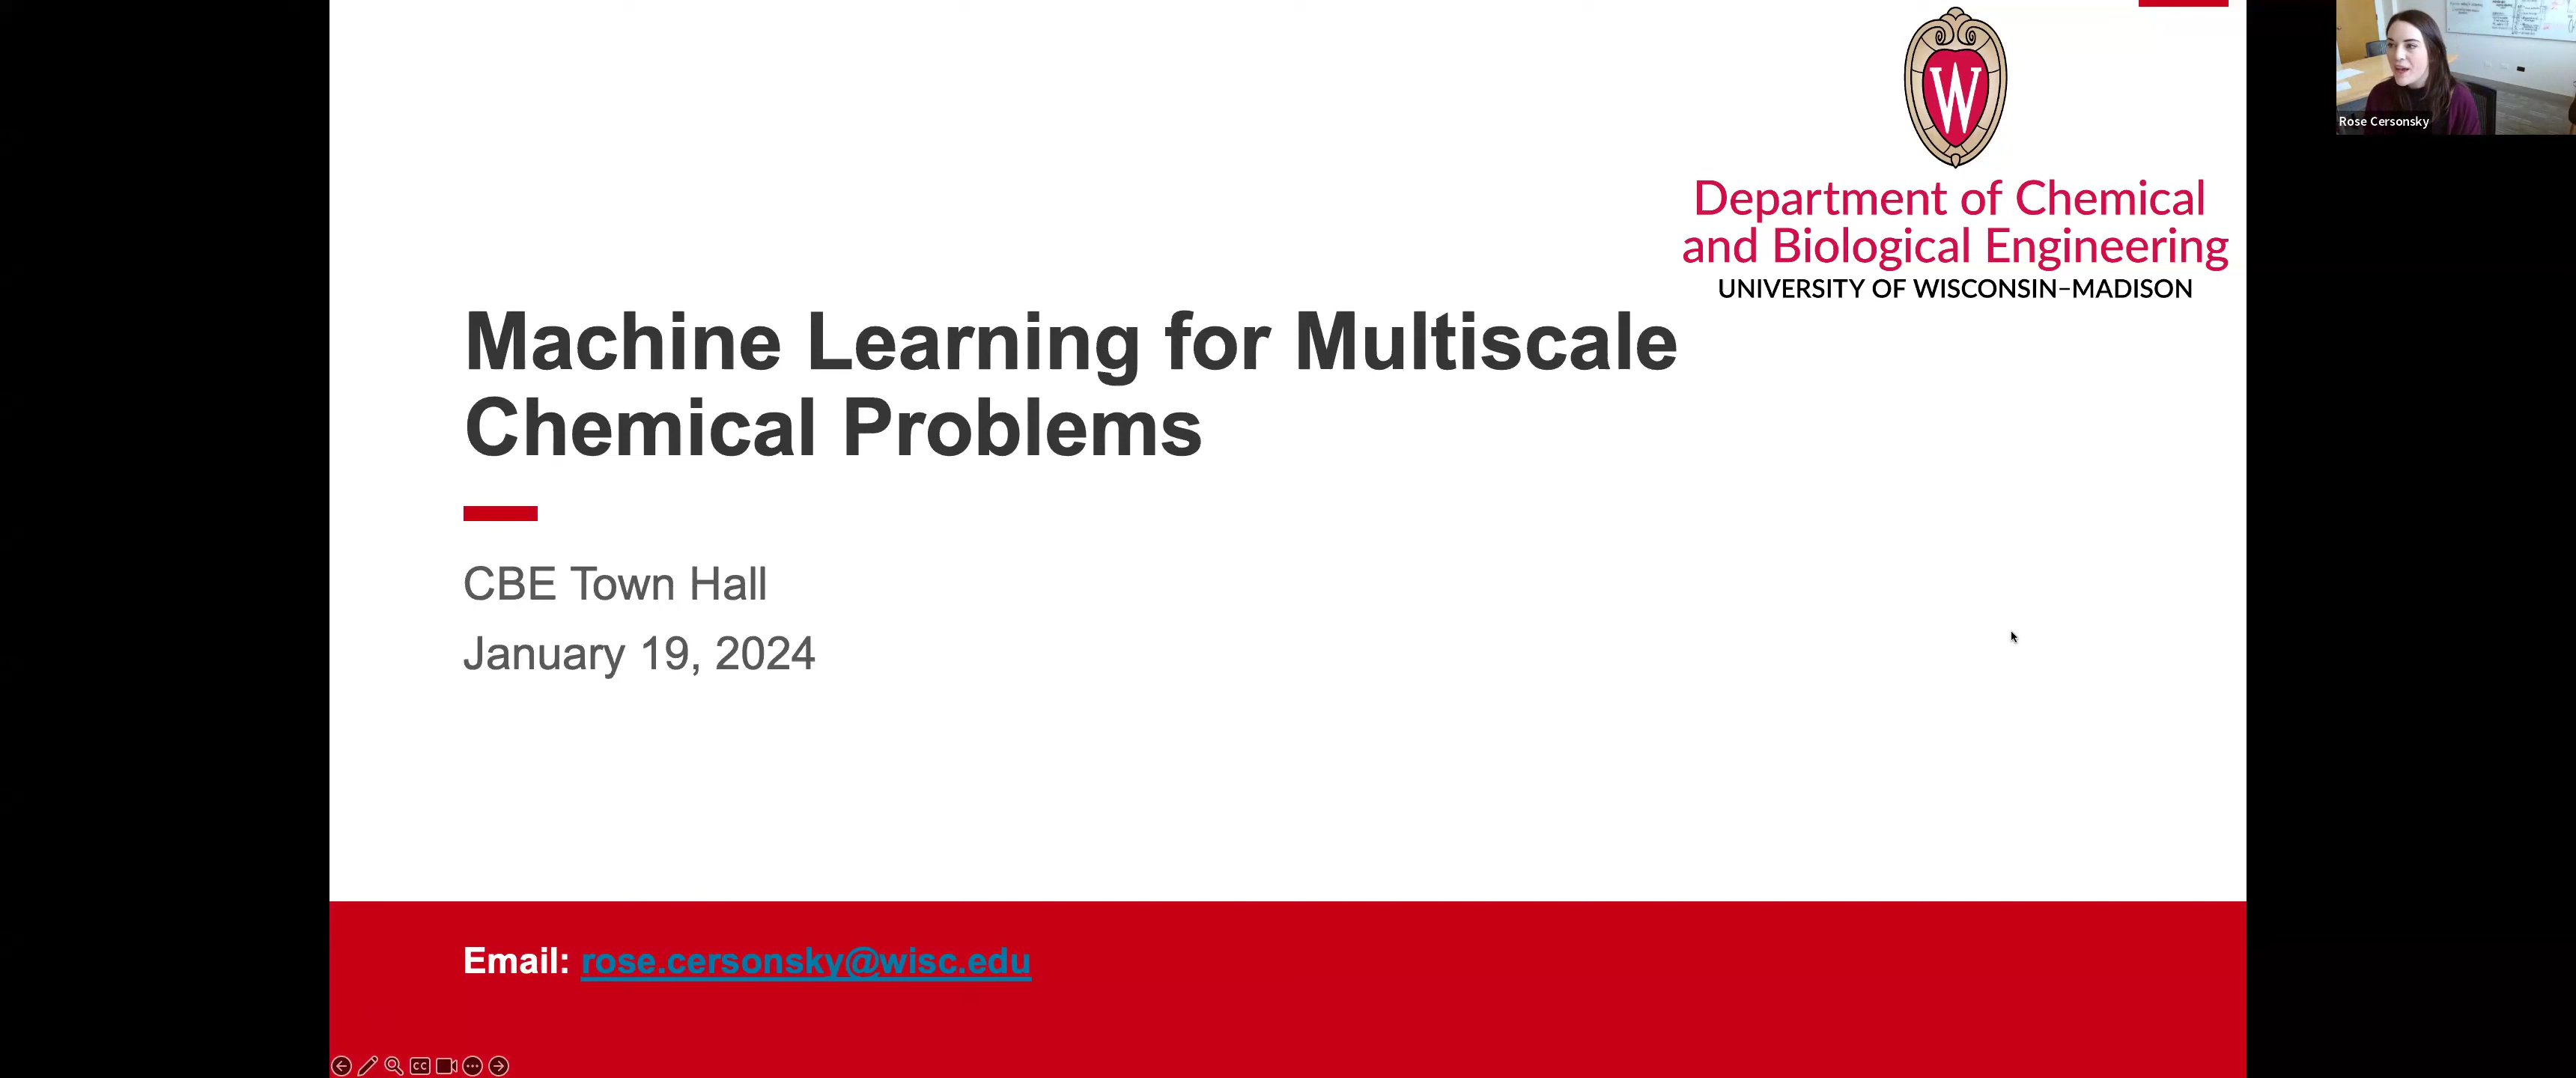 W
Department of Chemical
and Biological Engineering
UNIVERSITY OF WISCONSIN–MADISON
Machine Learning for Multiscale
Chemical Problems
CBE Town Hall
January 19, 2024
Email: rose.cersonsky@wisc.edu
CC
Rose Cersonsky